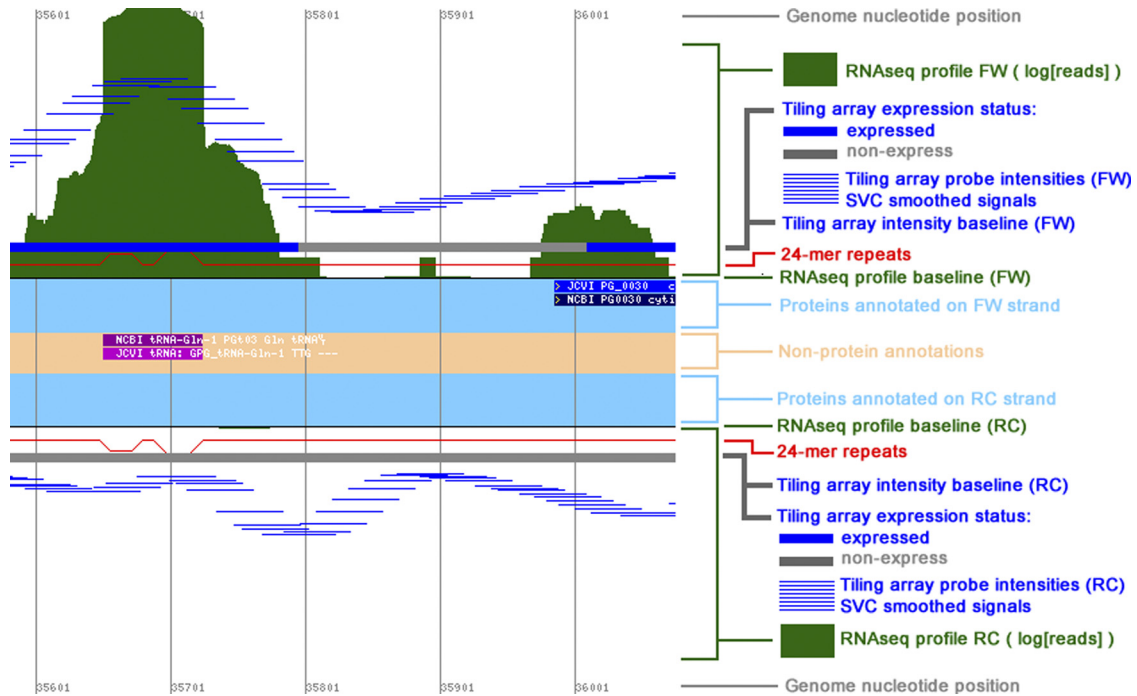 35601
701
35801
35901
36001
Genome nucleotide position
RNAseq profile FW ( log[reads] )
Tiling array expression status:
expressed
non-express
Tiling array probe intensities (FW)
SVC smoothed signals
Tiling array intensity baseline (FW)
24-mer repeats
RNAseq profile baseline (FW)
> JCVI PG_0030 c
> NCBI PG0030 cyti
Proteins annotated on FW strand
NCBI tRNA-Gln-1 PGt03 Gln tRNA
JCVI tRNA: GPG_tRNA-Gln-1 TTG ---
Non-protein annotations
Proteins annotated on RC strand
RNAseq profile baseline (RC)
24-mer repeats
Tiling array intensity baseline (RC)
Tiling array expression status:
expressed
non-express
Tiling array probe intensities (RC)
SVC smoothed signals
RNAseq profile RC ( log[reads] )
35601
35701
35801
35901
36001
Genome nucleotide position